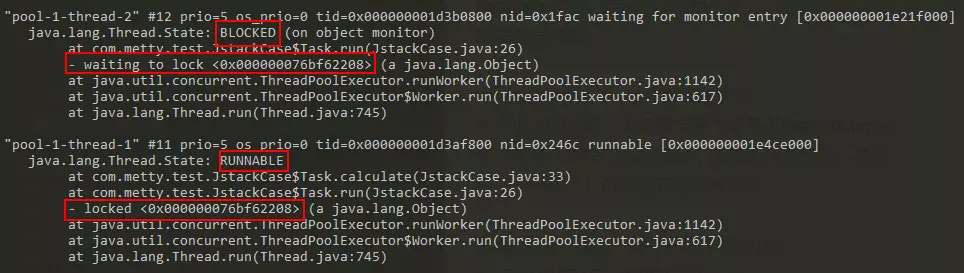 "pool-1-thread-2" #12 prio=5 os_prio=0 tid=0x000000001d3b0800 nid=0x1fac waiting for monitor entry [0x000000001e21f000]
java.lang.Thread.State: BLOCKED (on object monitor)
at com.metty.test.JstackCase$Task.run(JstackCase.java:26)
- waiting to lock <0x000000076bf62208> (a java.lang.Object)
at java.util.concurrent.ThreadPoolExecutor.runWorker(ThreadPoolExecutor.java:1142)
at java.util.concurrent.ThreadPoolExecutor$Worker.run(ThreadPoolExecutor.java:617)
at java.lang.Thread.run(Thread.java:745)
"pool-1-thread-1" #11 prio=5 os_prio=0 tid=0x000000001d3af800 nid=0x246c runnable [0x000000001e4ce000]
java.lang.Thread.State: RUNNABLE
at com.metty.test.JstackCase$Task.calculate(JstackCase.java:33)
at com.metty.test.JstackCase$Task.run(JstackCase.java:26)
- locked <0x000000076bf62208> (a java.lang.Object)
at java.util.concurrent.ThreadPoolExecutor.runWorker(ThreadPoolExecutor.java:1142)
at java.util.concurrent.ThreadPoolExecutor$Worker.run(ThreadPoolExecutor.java:617)
at java.lang.Thread.run(Thread.java:745)